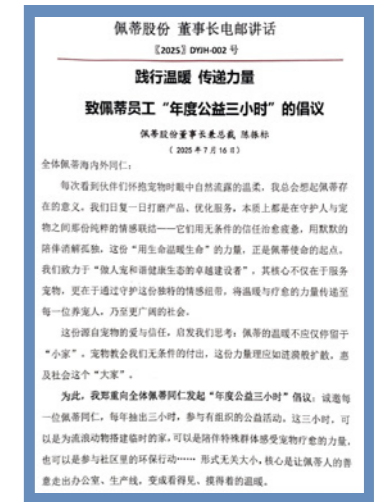 佩蒂股份 董事长电邮讲话
〖2025〗DYJH-002 号
践行温暖 传递力量
致佩蒂员工“年度公益三小时”的倡议
佩蒂股份董事长兼总裁 陈振标
（2025 年 7 月 16 日）
全体佩蒂海内外同仁：
每次看到伙伴们怀抱宠物时眼中自然流露的温柔，我总会想起佩蒂存
在的意义。我们日复一日打磨产品、优化服务，本质上都是在守护人与宠
物之间那份纯粹的情感联结——它们用无条件的信任治愈疲惫，用默默的
陪伴消解孤独，这份“用生命温暖生命”的力量，正是佩蒂使命的起点。
我们致力于“做人宠和谐健康生态的卓越建设者”，其核心不仅在于服务
宠物，更在于通过守护这份独特的情感纽带，将温暖与疗愈的力量传递至
每一位养宠人，乃至更广阔的社会。
这份源自宠物的爱与信任，启发我们思考：佩蒂的温暖不应仅停留于
“小家”。宠物教会我们无条件的付出，这份力量理应如涟漪般扩散，惠
及社会这个“大家”。
为此，我郑重向全体佩蒂同仁发起“年度公益三小时”倡议：诚邀每
一位佩蒂同仁，每年抽出三小时，参与有组织的公益活动。这三小时，可
以是为流浪动物搭建临时的家，可以是陪伴特殊群体感受宠物疗愈的力量，
也可以是参与社区里的环保行动…… 形式无关大小，核心是让佩蒂人的善
意走出办公室、生产线，变成看得见、摸得着的温暖。